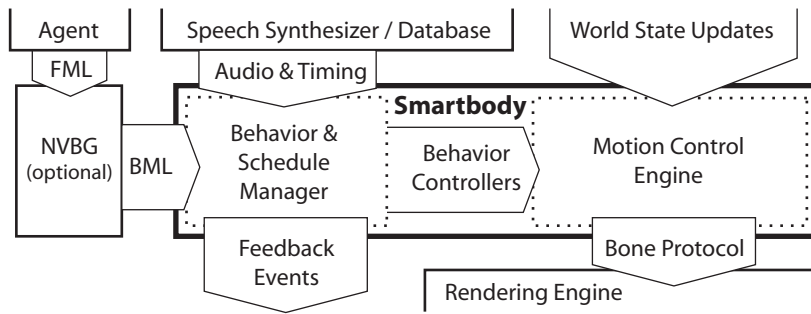 Agent
Speech Synthesizer / Database
World State Updates
FML
Audio & Timing
Smartbody
NVBG
(optional)
BML
Behavior &
Schedule
Manager
Behavior
Controllers
Motion Control
Engine
Feedback
Events
Bone Protocol
Rendering Engine